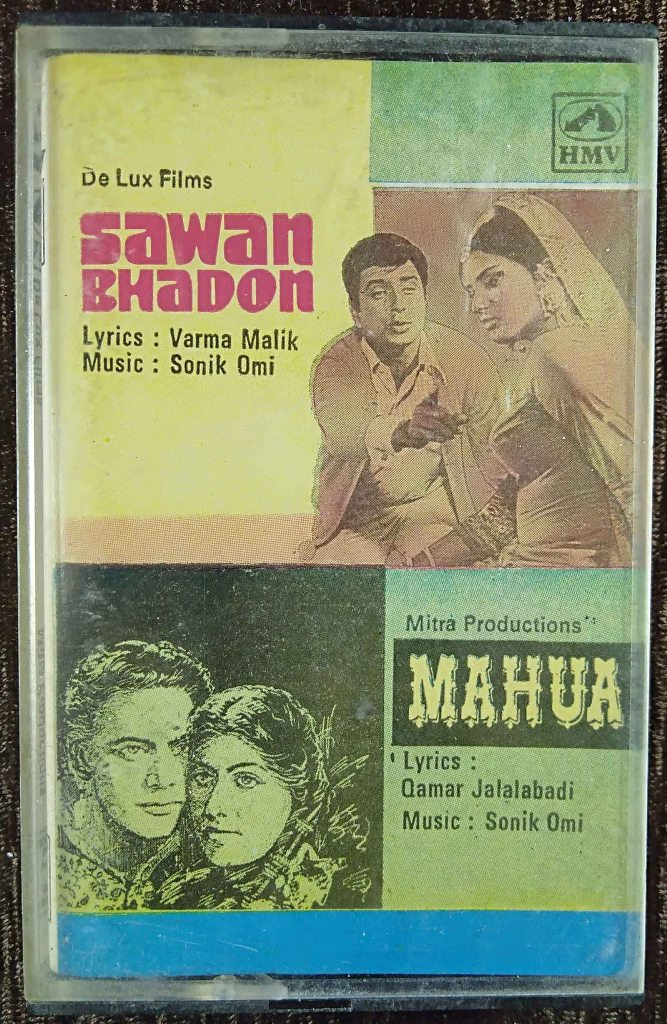 HMV
De Lux Films
SAWAN
BHADON
Lyrics : Varma Malik
Music : Sonik Omi
Mitra Productions'
MAHUA
Lyrics :
Qamar Jalalabadi
Music : Sonik Omi